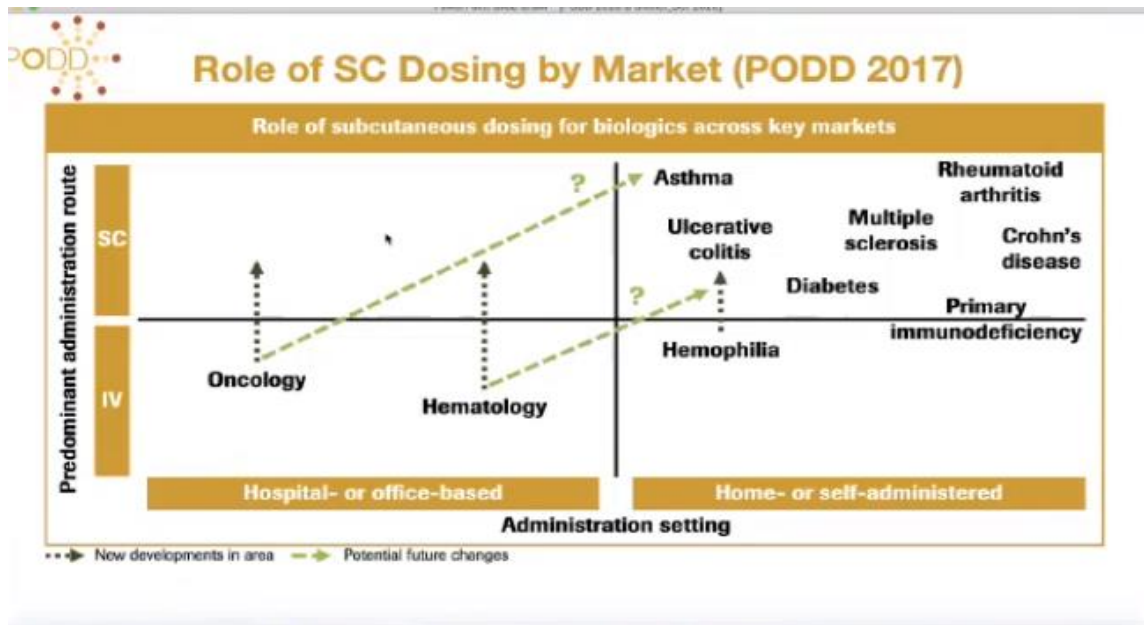 PODD
Role of SC Dosing by Market (PODD 2017)
Role of subcutaneous dosing for biologics across key markets
Predominant administration route
SC
IV
?
Asthma
Rheumatoid
arthritis
Ulcerative
colitis
Multiple
sclerosis
Crohn's
disease
?
Diabetes
Primary
immunodeficiency
Hemophilia
Oncology
Hematology
Hospital- or office-based
Home- or self-administered
Administration setting
New developments in area
Potential future changes